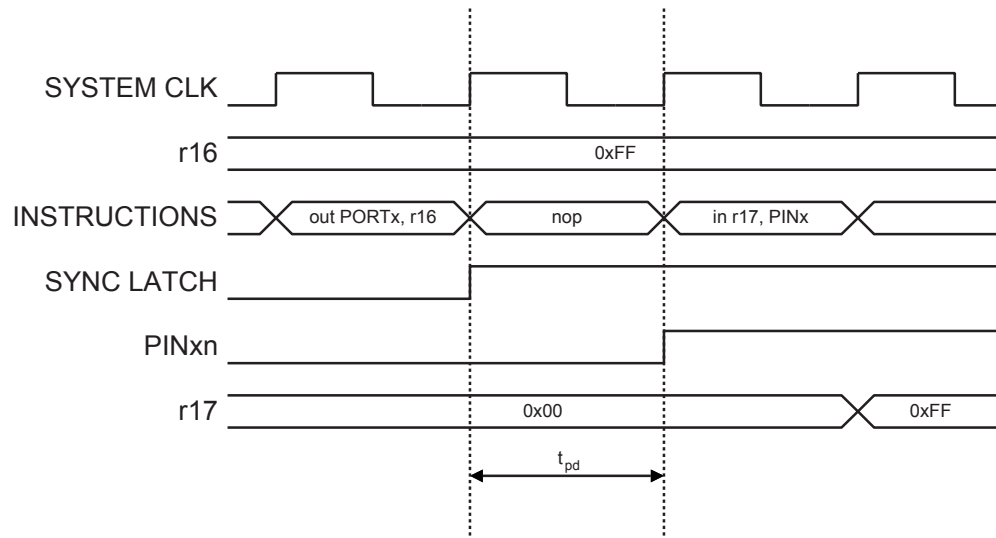 SYSTEM CLK
r16
0xFF
INSTRUCTIONS
out PORTx, r16
nop
in r17, PINx
SYNC LATCH
PINxn
r17
0x00
0xFF
tpd